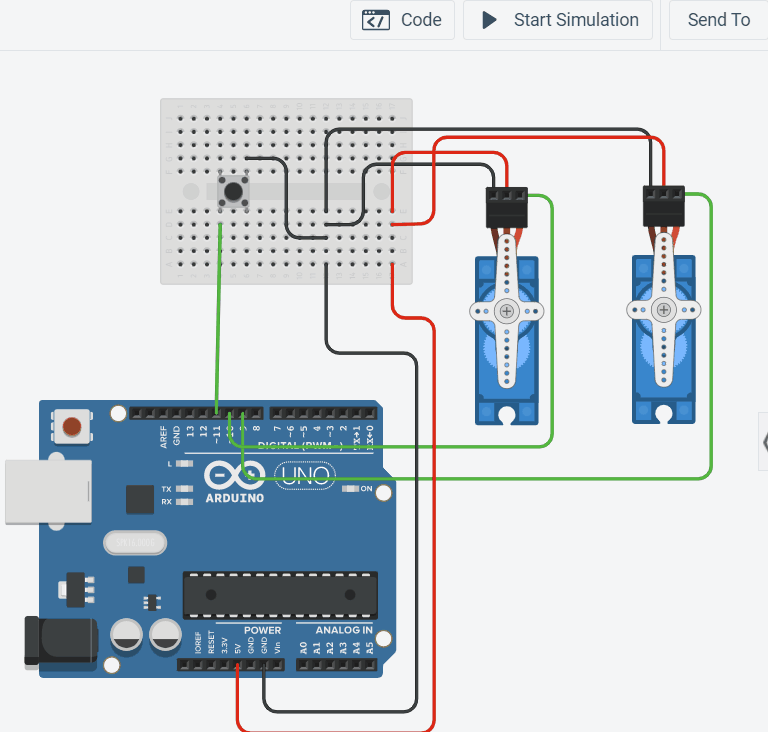 Code
Start Simulation
Send To
AREF
GND
13
12
~11
8
7
~6
~5
4
~3
2
TX→1
RX←0
DIGITAL (PWM~)
L
TX
RX
UNO
ON
ARDUINO
POWER
ANALOG IN
IOREF
RESET
3.3V
5V
GND
GND
Vin
A0
A1
A2
A3
A4
A5